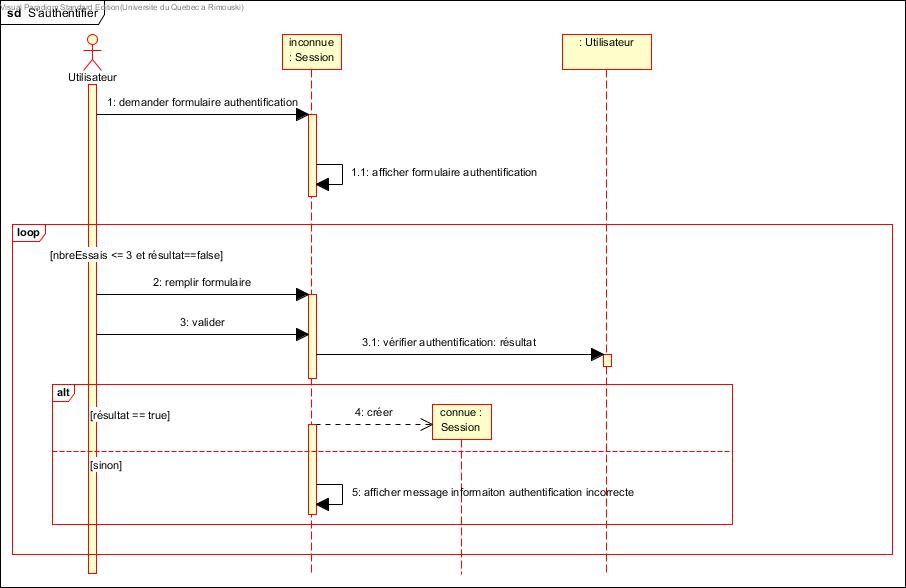 Visual Paradigm Standard Edition(Universite du Quebec a Rimouski)
sd S'authentifier
inconnue
: Session
: Utilisateur
Utilisateur
1: demander formulaire authentification
1.1: afficher formulaire authentification
loop
[nbreEssais <= 3 et résultat==false]
2: remplir formulaire
3: valider
3.1: vérifier authentification: résultat
alt
[résultat == true]
4: créer
connue :
Session
[sinon]
5: afficher message informaiton authentification incorrecte